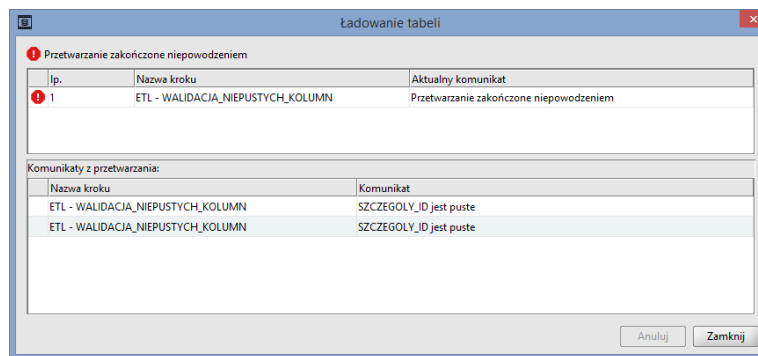 Ładowanie tabeli
Przetwarzanie zakończone niepowodzeniem
lp. Nazwa kroku Aktualny komunikat
1 ETL - WALIDACJA_NIEPUSTYCH_KOLUMN Przetwarzanie zakończone niepowodzeniem
Komunikaty z przetwarzania:
Nazwa kroku Komunikat
ETL - WALIDACJA_NIEPUSTYCH_KOLUMN SZCZEGOLY_ID jest puste
ETL - WALIDACJA_NIEPUSTYCH_KOLUMN SZCZEGOLY_ID jest puste
Anuluj Zamknij